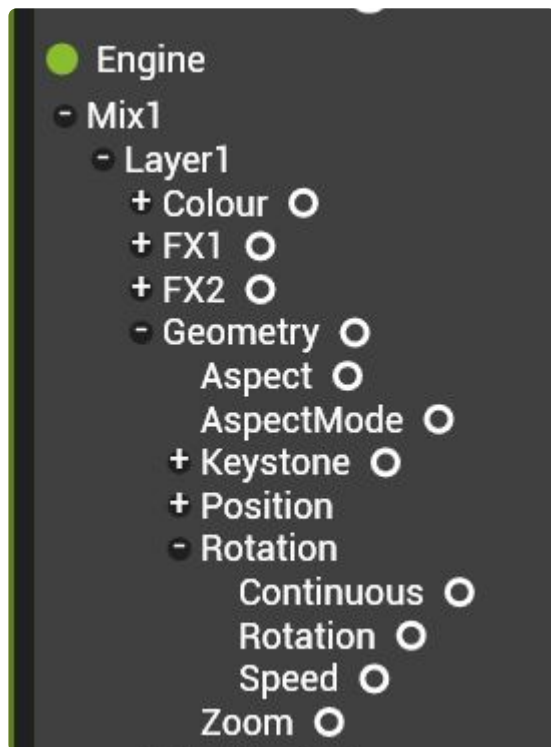 Engine
Mix1
Layer1
Colour
FX1
FX2
Geometry
Aspect
AspectMode
Keystone
Position
Rotation
Continuous
Rotation
Speed
Zoom